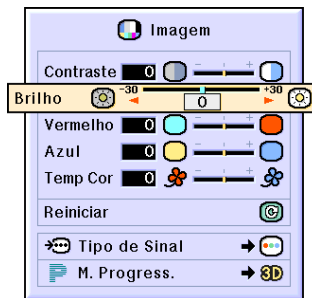 Imagem
Contraste 0 - +
Brilho -30 0 +30
Vermelho 0 - +
Azul 0 - +
Temp Cor 0 - +
Reiniciar
Tipo de Sinal
P M. Progress. 3D